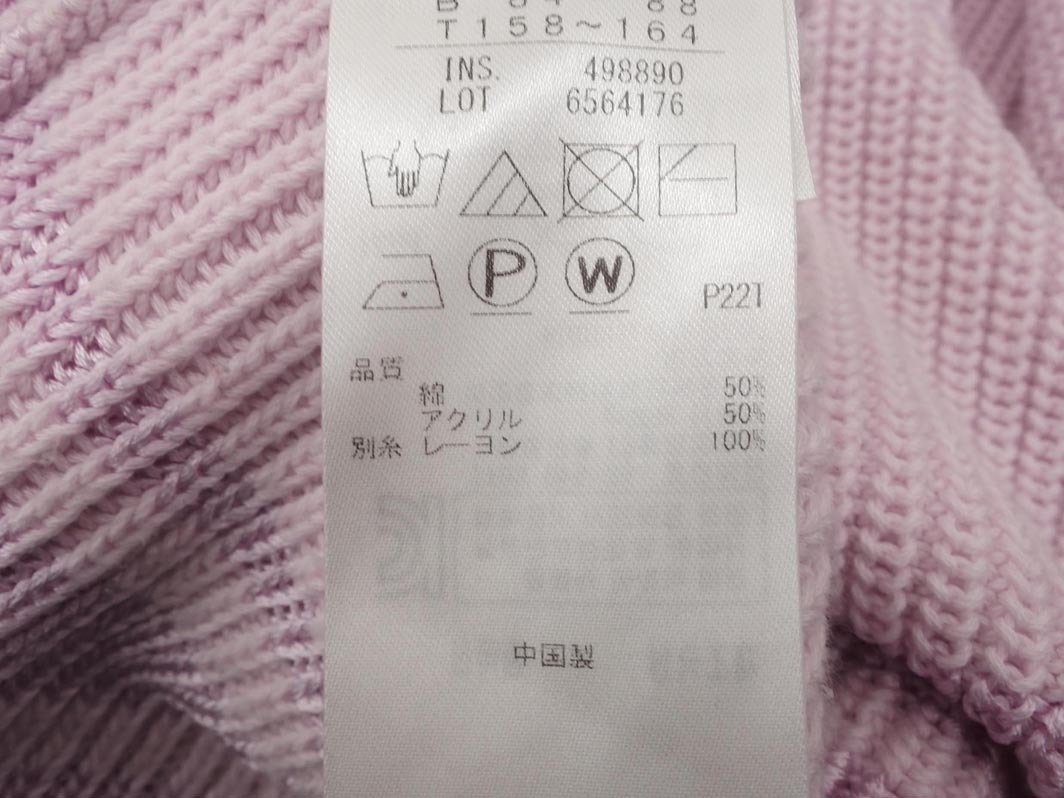 T158~164
INS. 498890
LOT 6564176
P W
P22T
品質
綿 50%
アクリル 50%
別糸 レーヨン 100%
中国製